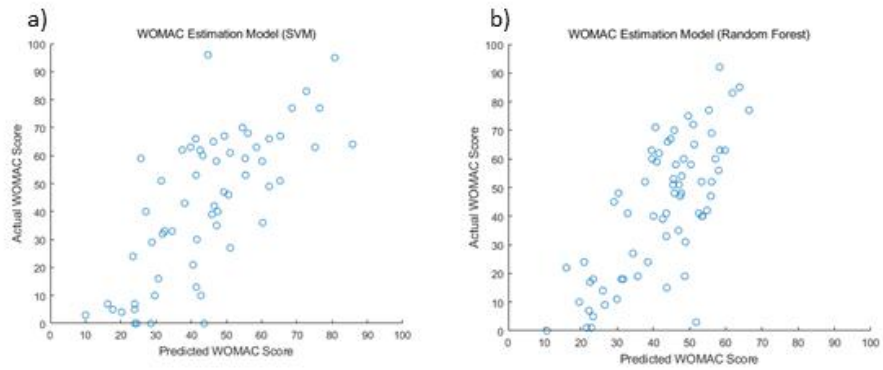 a)
WOMAC Estimation Model (SVM)
100
90
80
70
60
50
40
30
20
10
0
Actual WOMAC Score
0 10 20 30 40 50 60 70 80 90 100
Predicted WOMAC Score
b)
WOMAC Estimation Model (Random Forest)
100
90
80
70
60
50
40
30
20
10
0
Actual WOMAC Score
0 10 20 30 40 50 60 70 80 90 100
Predicted WOMAC Score